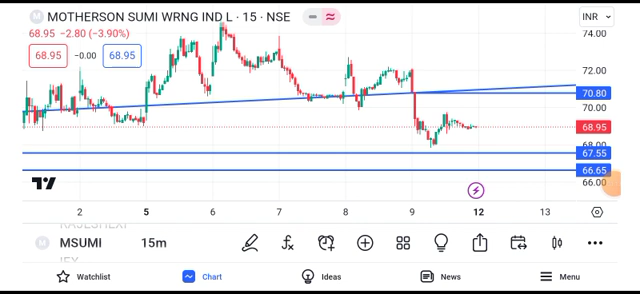 M MOTHERSON SUMI WRNG IND L · 15 · NSE
INR
68.95 −2.80 (−3.90%)
68.95 −0.00 68.95
74.00
72.00
70.80
70.00
68.95
68.00
67.55
66.65
66.00
2 5 6 7 8 9 12 13
M MSUMI 15m
Watchlist Chart Ideas News Menu